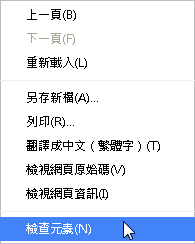 上一頁(B)
下一頁(F)
重新載入(L)
另存新檔(A)...
列印(R)...
翻譯成中文（繁體字）(T)
檢視網頁原始碼(V)
檢視網頁資訊(I)
檢查元素(N)